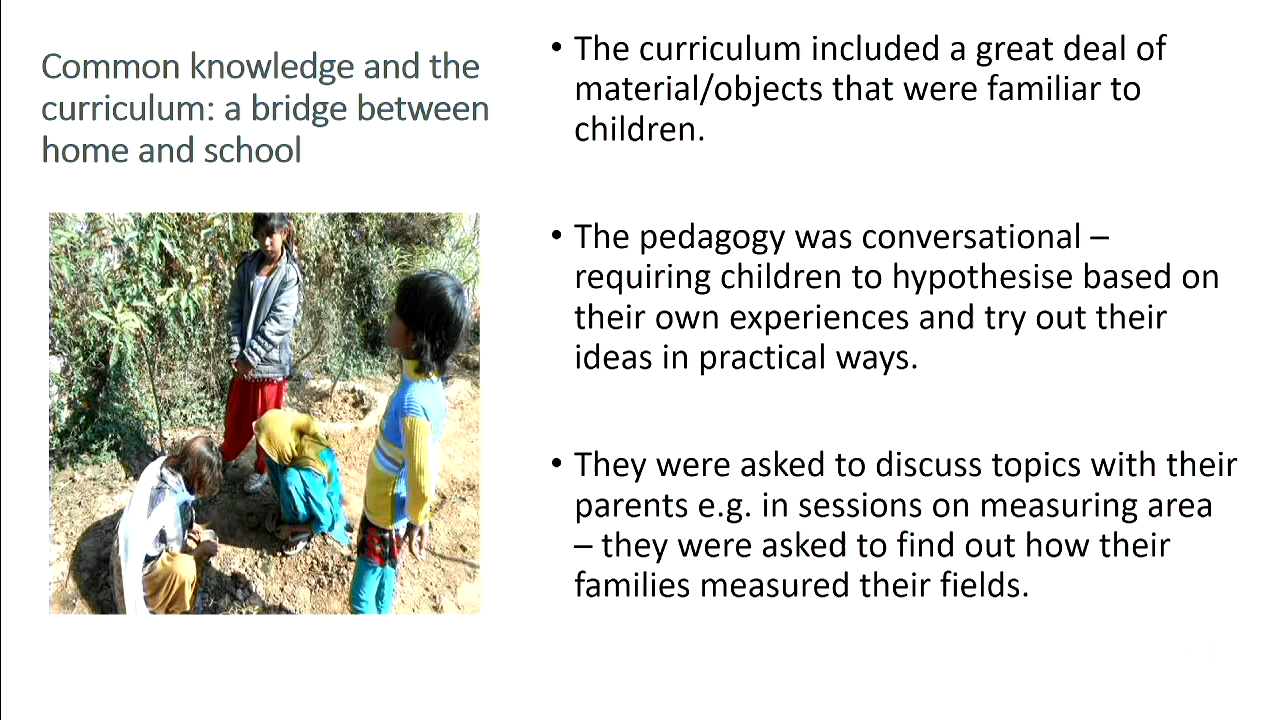 Common knowledge and the
curriculum: a bridge between
home and school
• The curriculum included a great deal of
material/objects that were familiar to
children.
• The pedagogy was conversational –
requiring children to hypothesise based on
their own experiences and try out their
ideas in practical ways.
• They were asked to discuss topics with their
parents e.g. in sessions on measuring area
– they were asked to find out how their
families measured their fields.